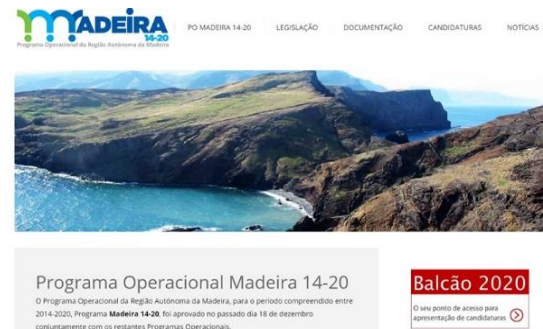 MADEIRA
14-20
Programa Operacional da Região Autónoma da Madeira
PO MADEIRA 14-20 LEGISLAÇÃO DOCUMENTAÇÃO CANDIDATURAS NOTÍCIAS
Programa Operacional Madeira 14-20
O Programa Operacional da Região Autónoma da Madeira, para o período compreendido entre
2014-2020, Programa Madeira 14-20, foi aprovado no passado dia 18 de dezembro
conjuntamente com os restantes Programas Operacionais.
Balcão 2020
O seu ponto de acesso para
apresentação de candidaturas